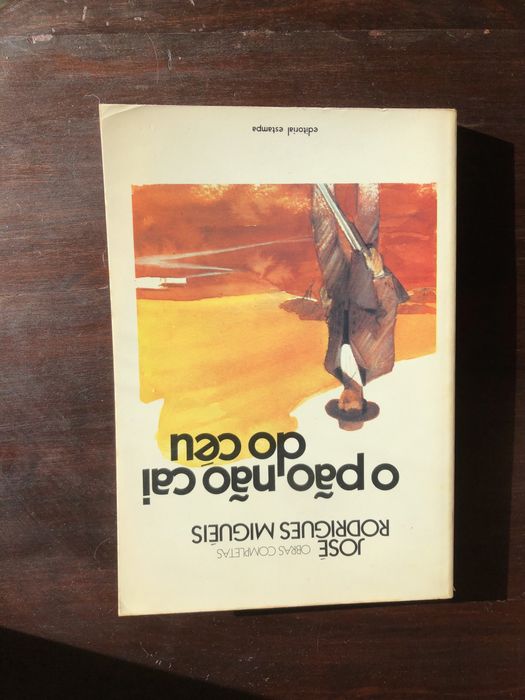 JOSÉ OBRAS COMPLETAS
RODRIGUES MIGUÉIS
o pão não cai
do céu
editorial estampa